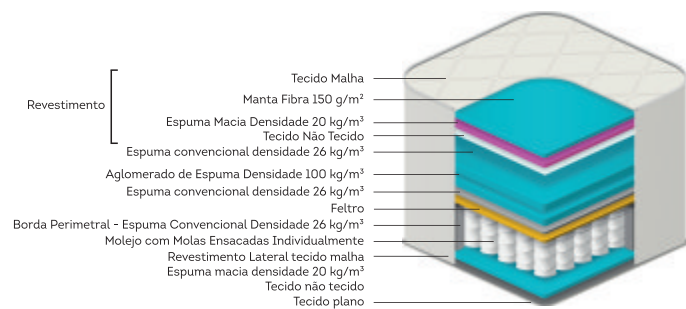 Tecido Malha
Manta Fibra 150 g/m²
Revestimento
Espuma Macia Densidade 20 kg/m³
Tecido Não Tecido
Espuma convencional densidade 26 kg/m³
Aglomerado de Espuma Densidade 100 kg/m³
Espuma convencional densidade 26 kg/m³
Feltro
Borda Perimetral - Espuma Convencional Densidade 26 kg/m³
Molejo com Molas Ensacadas Individualmente
Revestimento Lateral tecido malha
Espuma macia densidade 20 kg/m³
Tecido não tecido
Tecido plano